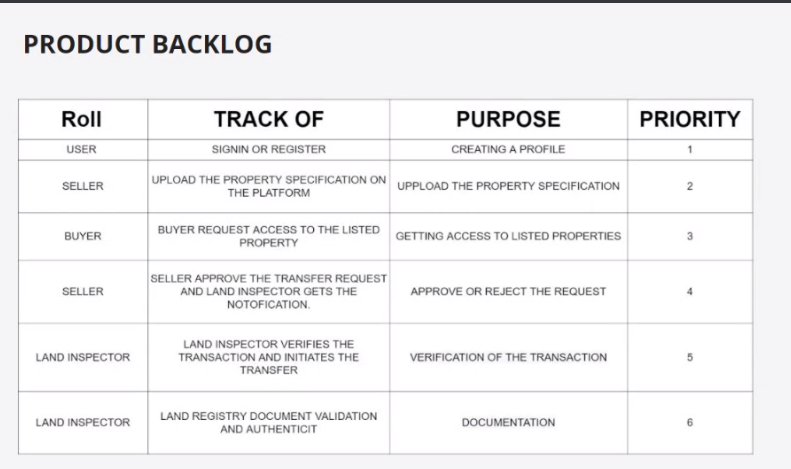 PRODUCT BACKLOG
Roll TRACK OF PURPOSE PRIORITY
USER SIGNIN OR REGISTER CREATING A PROFILE 1
SELLER UPLOAD THE PROPERTY SPECIFICATION ON
THE PLATFORM UPPLOAD THE PROPERTY SPECIFICATION 2
BUYER BUYER REQUEST ACCESS TO THE LISTED
PROPERTY GETTING ACCESS TO LISTED PROPERTIES 3
SELLER SELLER APPROVE THE TRANSFER REQUEST
AND LAND INSPECTOR GETS THE
NOTOFICATION. APPROVE OR REJECT THE REQUEST 4
LAND INSPECTOR LAND INSPECTOR VERIFIES THE
TRANSACTION AND INITIATES THE
TRANSFER VERIFICATION OF THE TRANSACTION 5
LAND INSPECTOR LAND REGISTRY DOCUMENT VALIDATION
AND AUTHENTICIT DOCUMENTATION 6